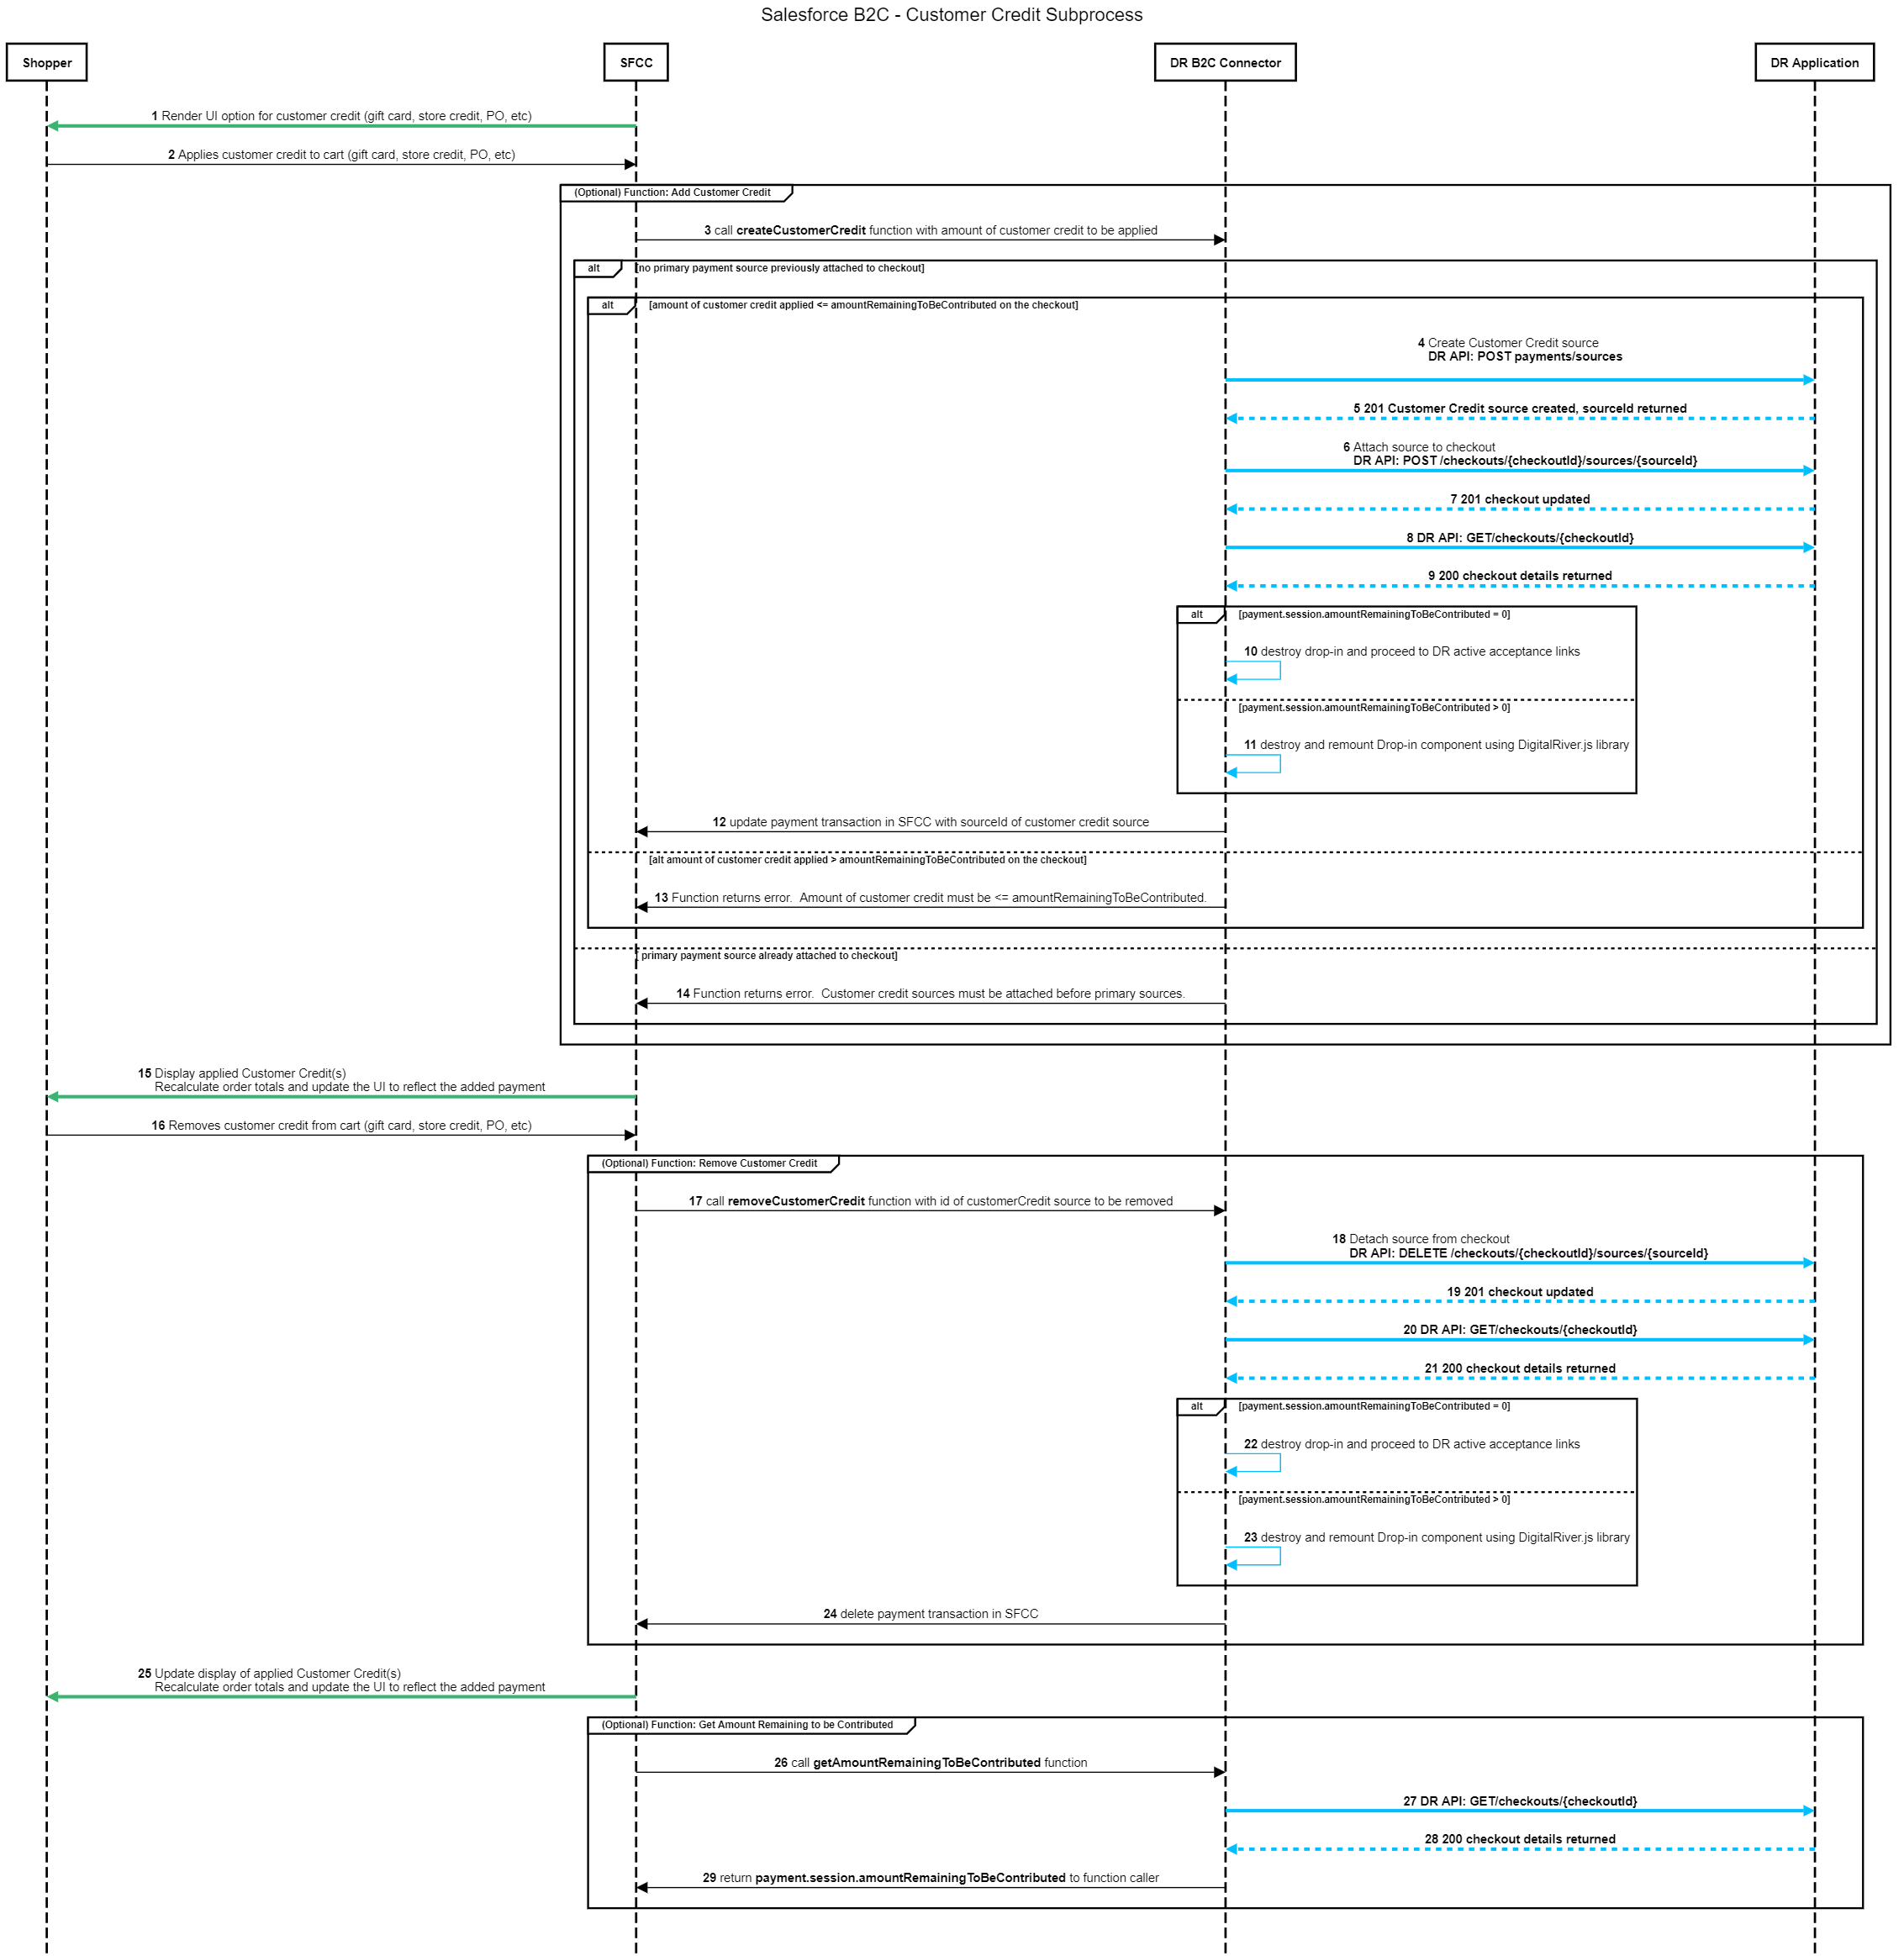 Salesforce B2C - Customer Credit Subprocess
Shopper
SFCC
DR B2C Connector
DR Application
1 Render UI option for customer credit (gift card, store credit, PO, etc)
2 Applies customer credit to cart (gift card, store credit, PO, etc)
(Optional) Function: Add Customer Credit
3 call createCustomerCredit function with amount of customer credit to be applied
alt [no primary payment source previously attached to checkout]
alt [amount of customer credit applied <= amountRemainingToBeContributed on the checkout]
4 Create Customer Credit source
DR API: POST payments/sources
5 201 Customer Credit source created, sourceId returned
6 Attach source to checkout
DR API: POST /checkouts/{checkoutId}/sources/{sourceId}
7 201 checkout updated
8 DR API: GET/checkouts/{checkoutId}
9 200 checkout details returned
alt [payment.session.amountRemainingToBeContributed = 0]
10 destroy drop-in and proceed to DR active acceptance links
[payment.session.amountRemainingToBeContributed > 0]
11 destroy and remount Drop-in component using DigitalRiver.js library
12 update payment transaction in SFCC with sourceId of customer credit source
[alt amount of customer credit applied > amountRemainingToBeContributed on the checkout]
13 Function returns error.  Amount of customer credit must be <= amountRemainingToBeContributed.
[ primary payment source already attached to checkout]
14 Function returns error.  Customer credit sources must be attached before primary sources.
15 Display applied Customer Credit(s)
Recalculate order totals and update the UI to reflect the added payment
16 Removes customer credit from cart (gift card, store credit, PO, etc)
(Optional) Function: Remove Customer Credit
17 call removeCustomerCredit function with id of customerCredit source to be removed
18 Detach source from checkout
DR API: DELETE /checkouts/{checkoutId}/sources/{sourceId}
19 201 checkout updated
20 DR API: GET/checkouts/{checkoutId}
21 200 checkout details returned
alt [payment.session.amountRemainingToBeContributed = 0]
22 destroy drop-in and proceed to DR active acceptance links
[payment.session.amountRemainingToBeContributed > 0]
23 destroy and remount Drop-in component using DigitalRiver.js library
24 delete payment transaction in SFCC
25 Update display of applied Customer Credit(s)
Recalculate order totals and update the UI to reflect the added payment
(Optional) Function: Get Amount Remaining to be Contributed
26 call getAmountRemainingToBeContributed function
27 DR API: GET/checkouts/{checkoutId}
28 200 checkout details returned
29 return payment.session.amountRemainingToBeContributed to function caller